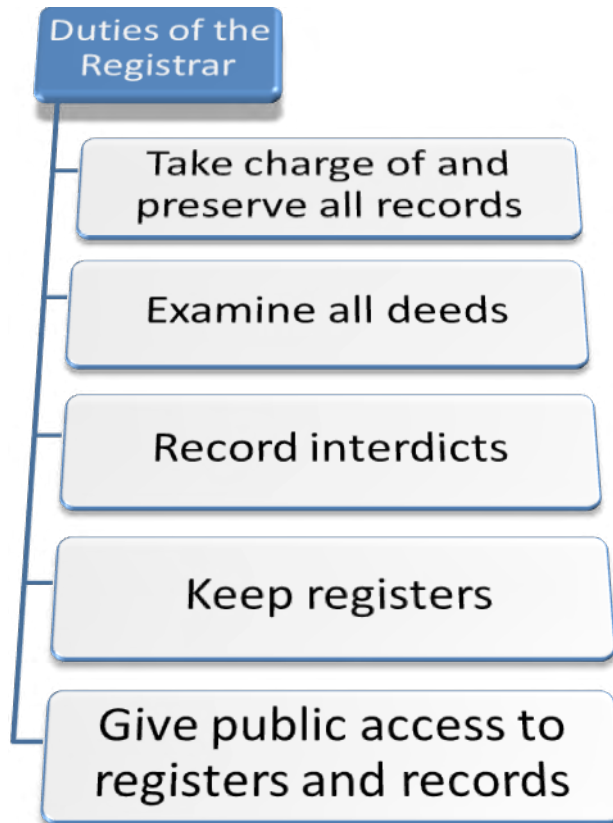 Duties of the
Registrar
Take charge of and
preserve all records
Examine all deeds
Record interdicts
Keep registers
Give public access to
registers and records